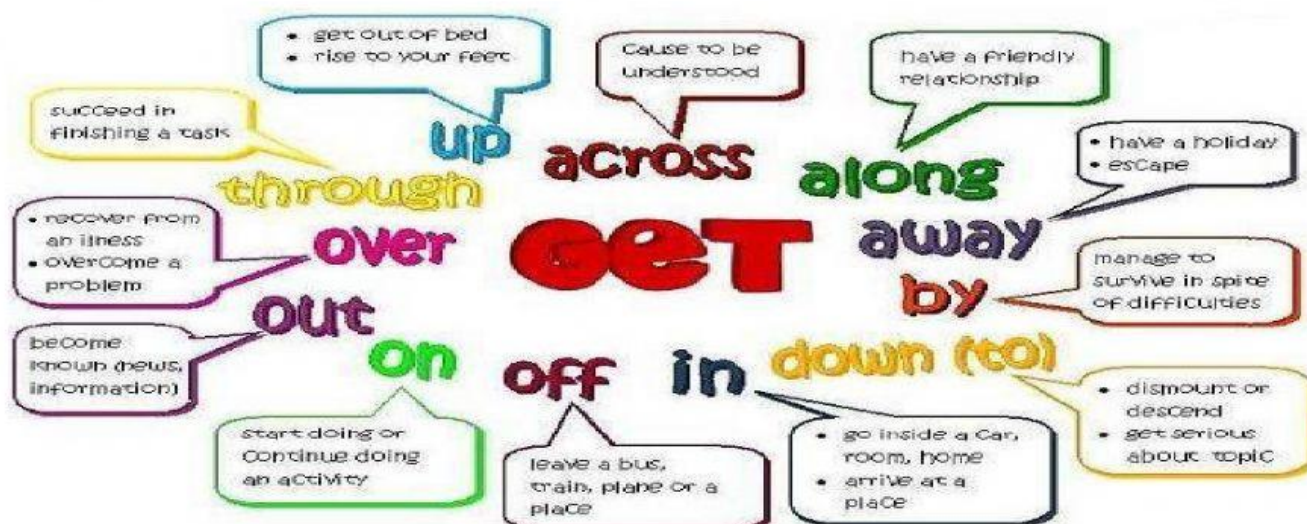 • get out of bed
• rise to your feet
up
Cause to be
understood
across
have a friendly
relationship
along
succeed in
finishing a task
through
• have a holiday
• escape
away
• recover from
an ilness
• overcome a
problem
over
GeT
manage to
survive in spite
of difficulties
by
become
known (news,
information)
out
on
start doing or
Continue doing
an activity
off
leave a bus,
train, plane or a
place
in
• go inside a Car,
room, home
• arrive at a
place
down (to)
• dismount or
descend
• get serious
about topic